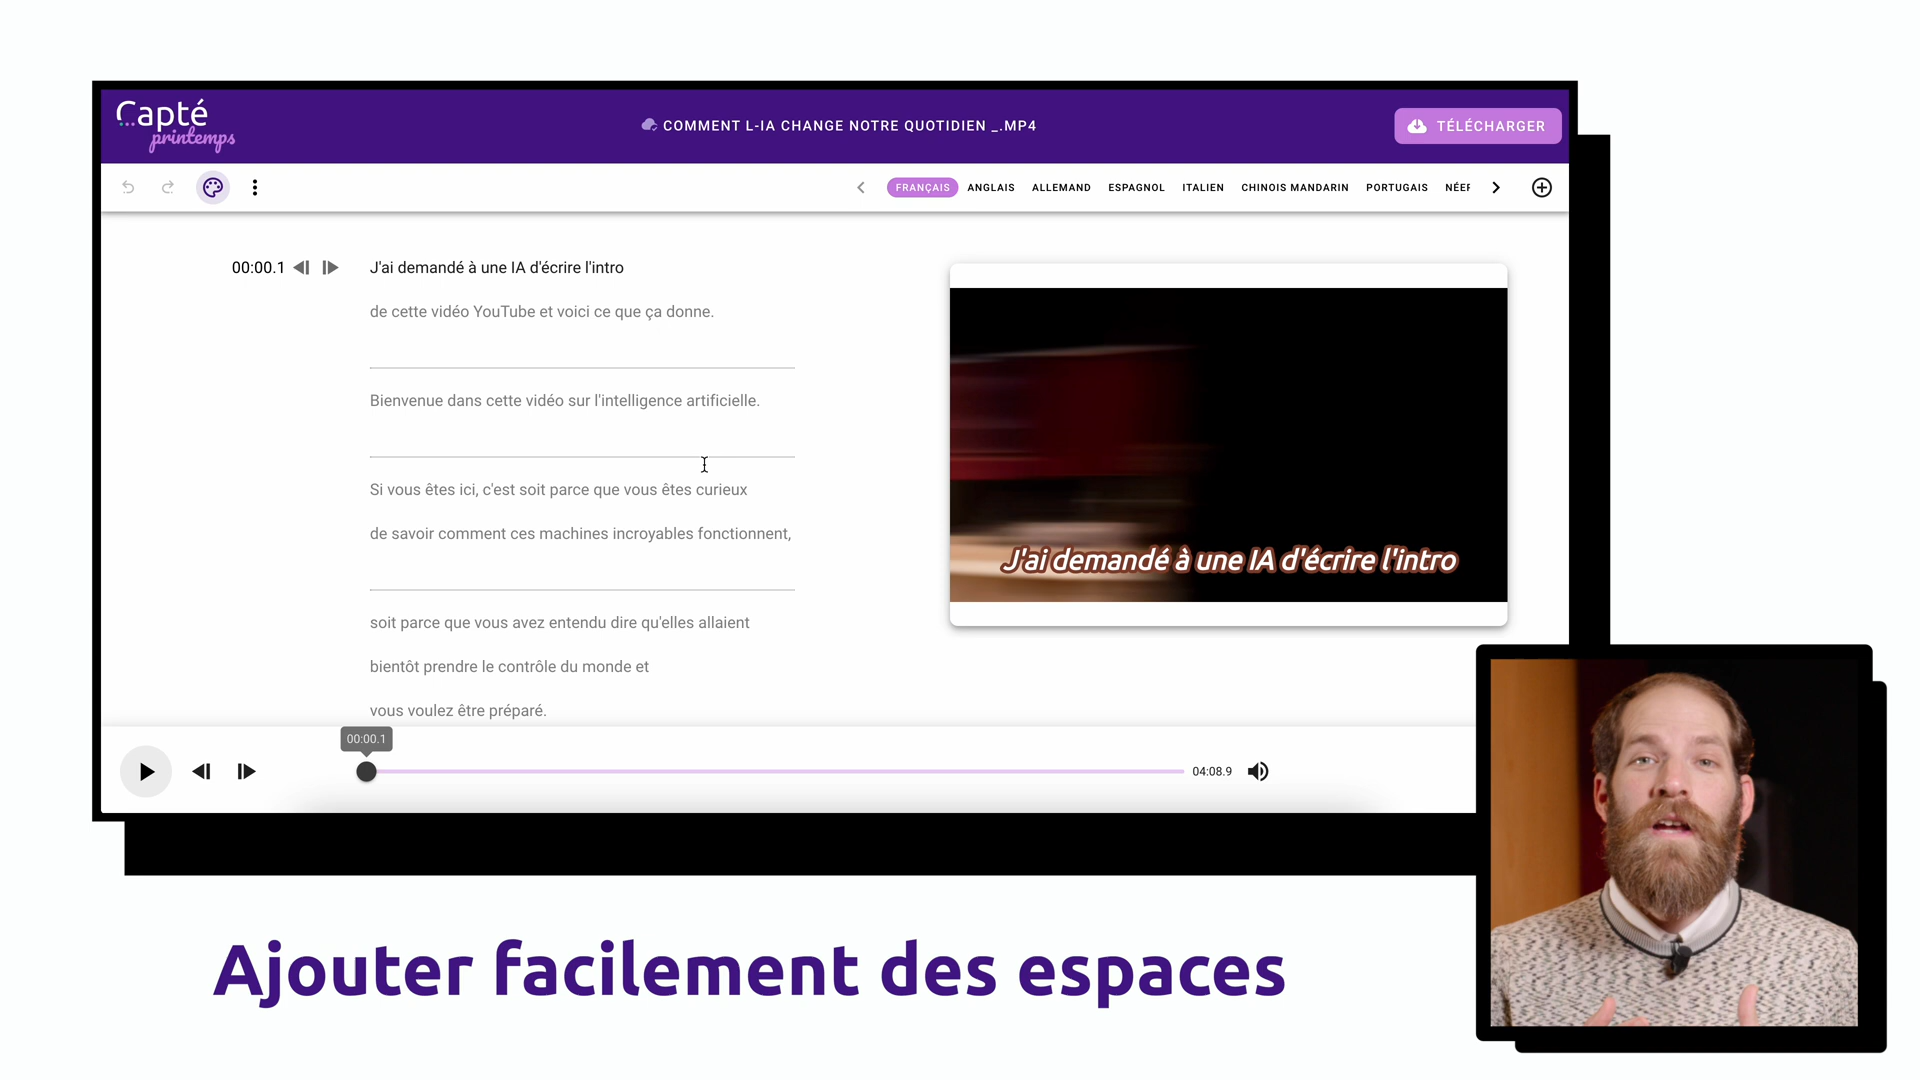 Capté
printemps
COMMENT L-IA CHANGE NOTRE QUOTIDIEN _.MP4
TÉLÉCHARGER
FRANÇAIS ANGLAIS ALLEMAND ESPAGNOL ITALIEN CHINOIS MANDARIN PORTUGAIS
00:00.1 J'ai demandé à une IA d'écrire l'intro
de cette vidéo YouTube et voici ce que ça donne.
Bienvenue dans cette vidéo sur l'intelligence artificielle.
Si vous êtes ici, c'est soit parce que vous êtes curieux
de savoir comment ces machines incroyables fonctionnent,
soit parce que vous avez entendu dire qu'elles allaient
bientôt prendre le contrôle du monde et
vous voulez être préparé.
J'ai demandé à une IA d'écrire l'intro
00:00.1
04:08.9
Ajouter facilement des espaces